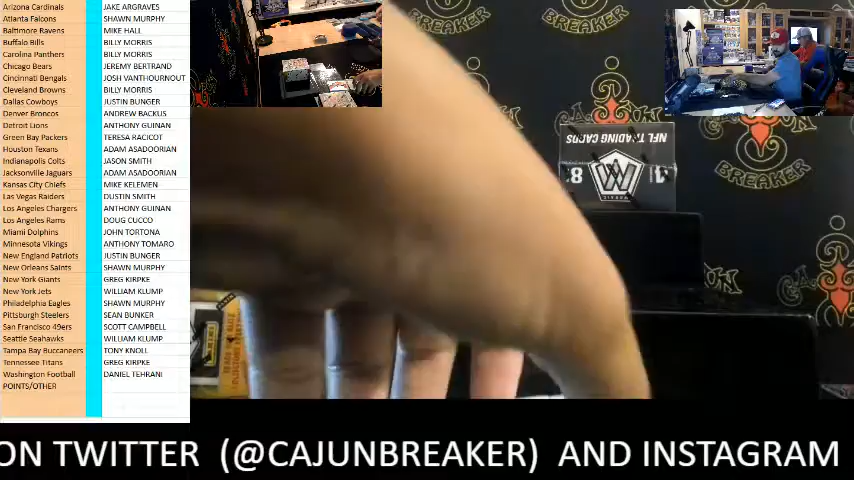 Arizona Cardinals JAKE ARGRAVES
Atlanta Falcons SHAWN MURPHY
Baltimore Ravens MIKE HALL
Buffalo Bills BILLY MORRIS
Carolina Panthers BILLY MORRIS
Chicago Bears JEREMY BERTRAND
Cincinnati Bengals JOSH VANTHOURNOUT
Cleveland Browns BILLY MORRIS
Dallas Cowboys JUSTIN BUNGER
Denver Broncos ANDREW BACKUS
Detroit Lions ANTHONY GUINAN
Green Bay Packers TERESA RACICOT
Houston Texans ADAM ASADOORIAN
Indianapolis Colts JASON SMITH
Jacksonville Jaguars ADAM ASADOORIAN
Kansas City Chiefs MIKE KELEMEN
Las Vegas Raiders DUSTIN SMITH
Los Angeles Chargers ANTHONY GUINAN
Los Angeles Rams DOUG CUCCO
Miami Dolphins JOHN TORTONA
Minnesota Vikings ANTHONY TOMARO
New England Patriots JUSTIN BUNGER
New Orleans Saints SHAWN MURPHY
New York Giants GREG KIRPKE
New York Jets WILLIAM KLUMP
Philadelphia Eagles SHAWN MURPHY
Pittsburgh Steelers SEAN BUNKER
San Francisco 49ers SCOTT CAMPBELL
Seattle Seahawks WILLIAM KLUMP
Tampa Bay Buccaneers TONY KNOLL
Tennessee Titans GREG KIRPKE
Washington Football DANIEL TEHRANI
POINTS/OTHER
BREAKER
BREAKER
NFL TRADING CARDS
BREAKER
ON TWITTER (@CAJUNBREAKER) AND INSTAGRAM